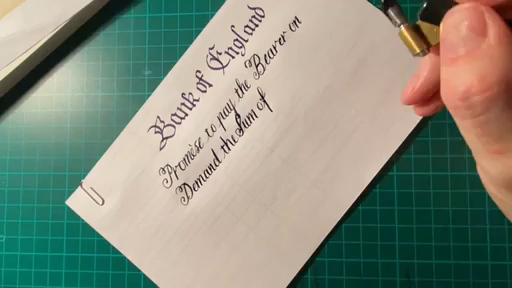 Bank of England
Promise to pay the Bearer on
Demand the Sum of